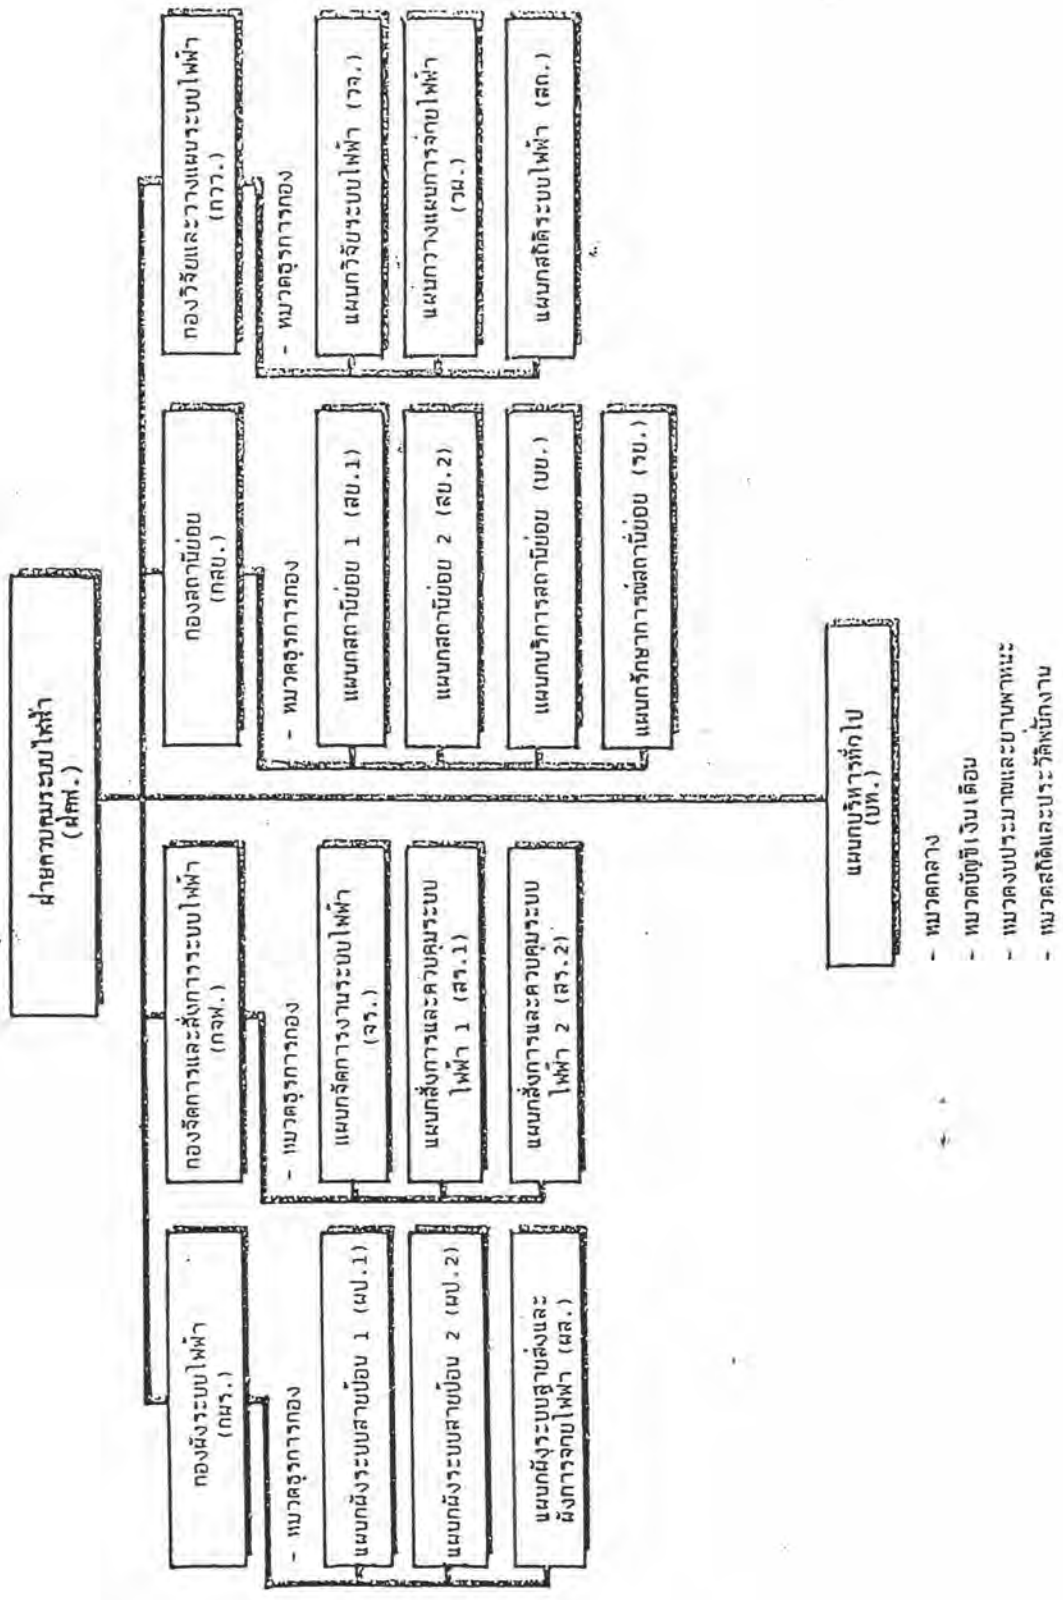 ฝ่ายควบคุมระบบไฟฟ้า
(ฝคฟ.)
กองผังระบบไฟฟ้า
(กผร.)
- หมวดธุรการกอง
แผนกผังระบบสายป้อน 1 (ผป.1)
แผนกผังระบบสายป้อน 2 (ผป.2)
แผนกผังระบบสายส่งและ
ผังการจ่ายไฟฟ้า (ผส.)
กองจัดการและสั่งการระบบไฟฟ้า
(กจฟ.)
- หมวดธุรการกอง
แผนกจัดการงานระบบไฟฟ้า
(จร.)
แผนกสั่งการและควบคุมระบบ
ไฟฟ้า 1 (สร.1)
แผนกสั่งการและควบคุมระบบ
ไฟฟ้า 2 (สร.2)
กองสถานีย่อย
(กสย.)
- หมวดธุรการกอง
แผนกสถานีย่อย 1 (สย.1)
แผนกสถานีย่อย 2 (สย.2)
แผนกบริการสถานีย่อย (บย.)
แผนกรักษาการณ์สถานีย่อย (รย.)
กองวิจัยและวางแผนระบบไฟฟ้า
(กวว.)
- หมวดธุรการกอง
แผนกวิจัยระบบไฟฟ้า (วจ.)
แผนกวางแผนการจ่ายไฟฟ้า
(วผ.)
แผนกสถิติระบบไฟฟ้า (สถ.)
แผนกบริหารทั่วไป
(บท.)
- หมวดกลาง
- หมวดบัญชีเงินเดือน
- หมวดงบประมาณและยานพาหนะ
- หมวดสถิติและประวัติพนักงาน